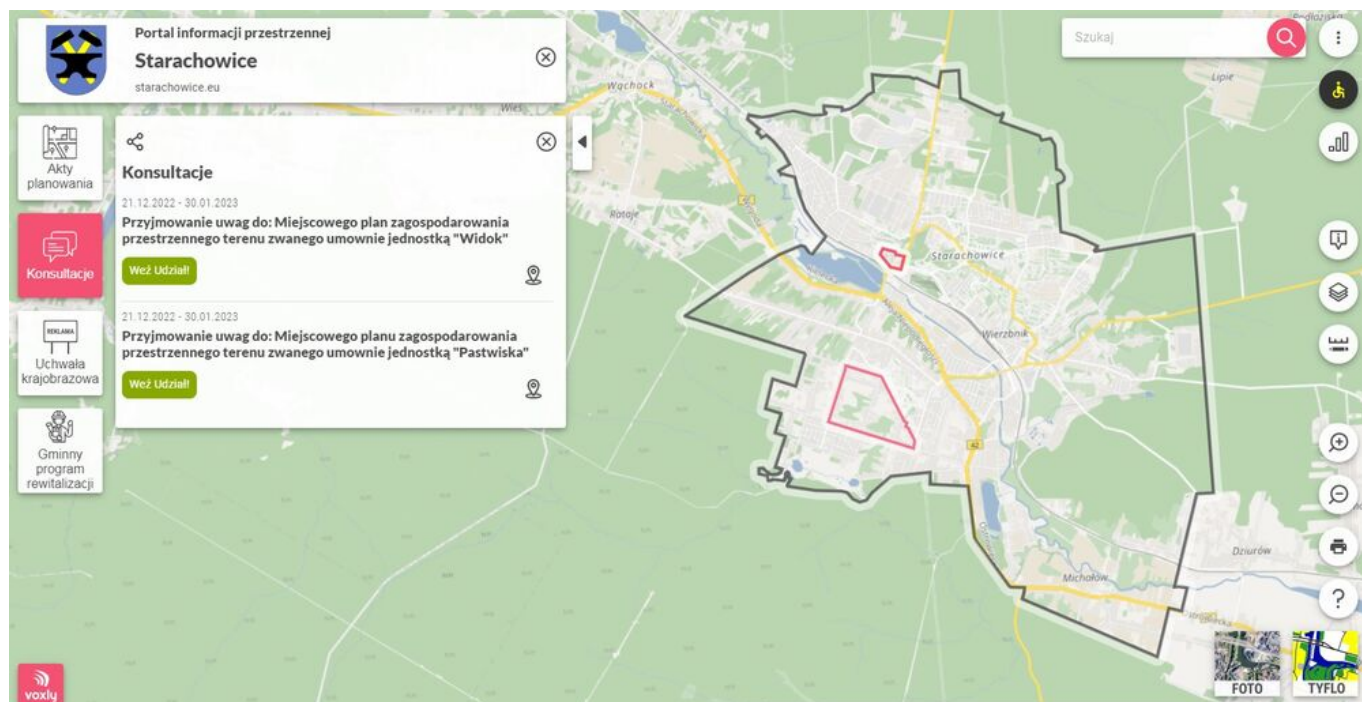 Portal informacji przestrzennej
Starachowice
starachowice.eu
Szukaj
Akty
planowania
Konsultacje
REKLAMA
Uchwała
krajobrazowa
Gminny
program
rewitalizacji
Konsultacje
21.12.2022 - 30.01.2023
Przyjmowanie uwag do: Miejscowego plan zagospodarowania
przestrzennego terenu zwanego umownie jednostką "Widok"
Weź Udział!
21.12.2022 - 30.01.2023
Przyjmowanie uwag do: Miejscowego planu zagospodarowania
przestrzennego terenu zwanego umownie jednostką "Pastwiska"
Weź Udział!
Wąchock
Starachowicka
Wieś
Rataje
Lipie
Starachowice
Wierzbnik
42
42
Michałów
Dziurów
FOTO
TYFLO
voxly